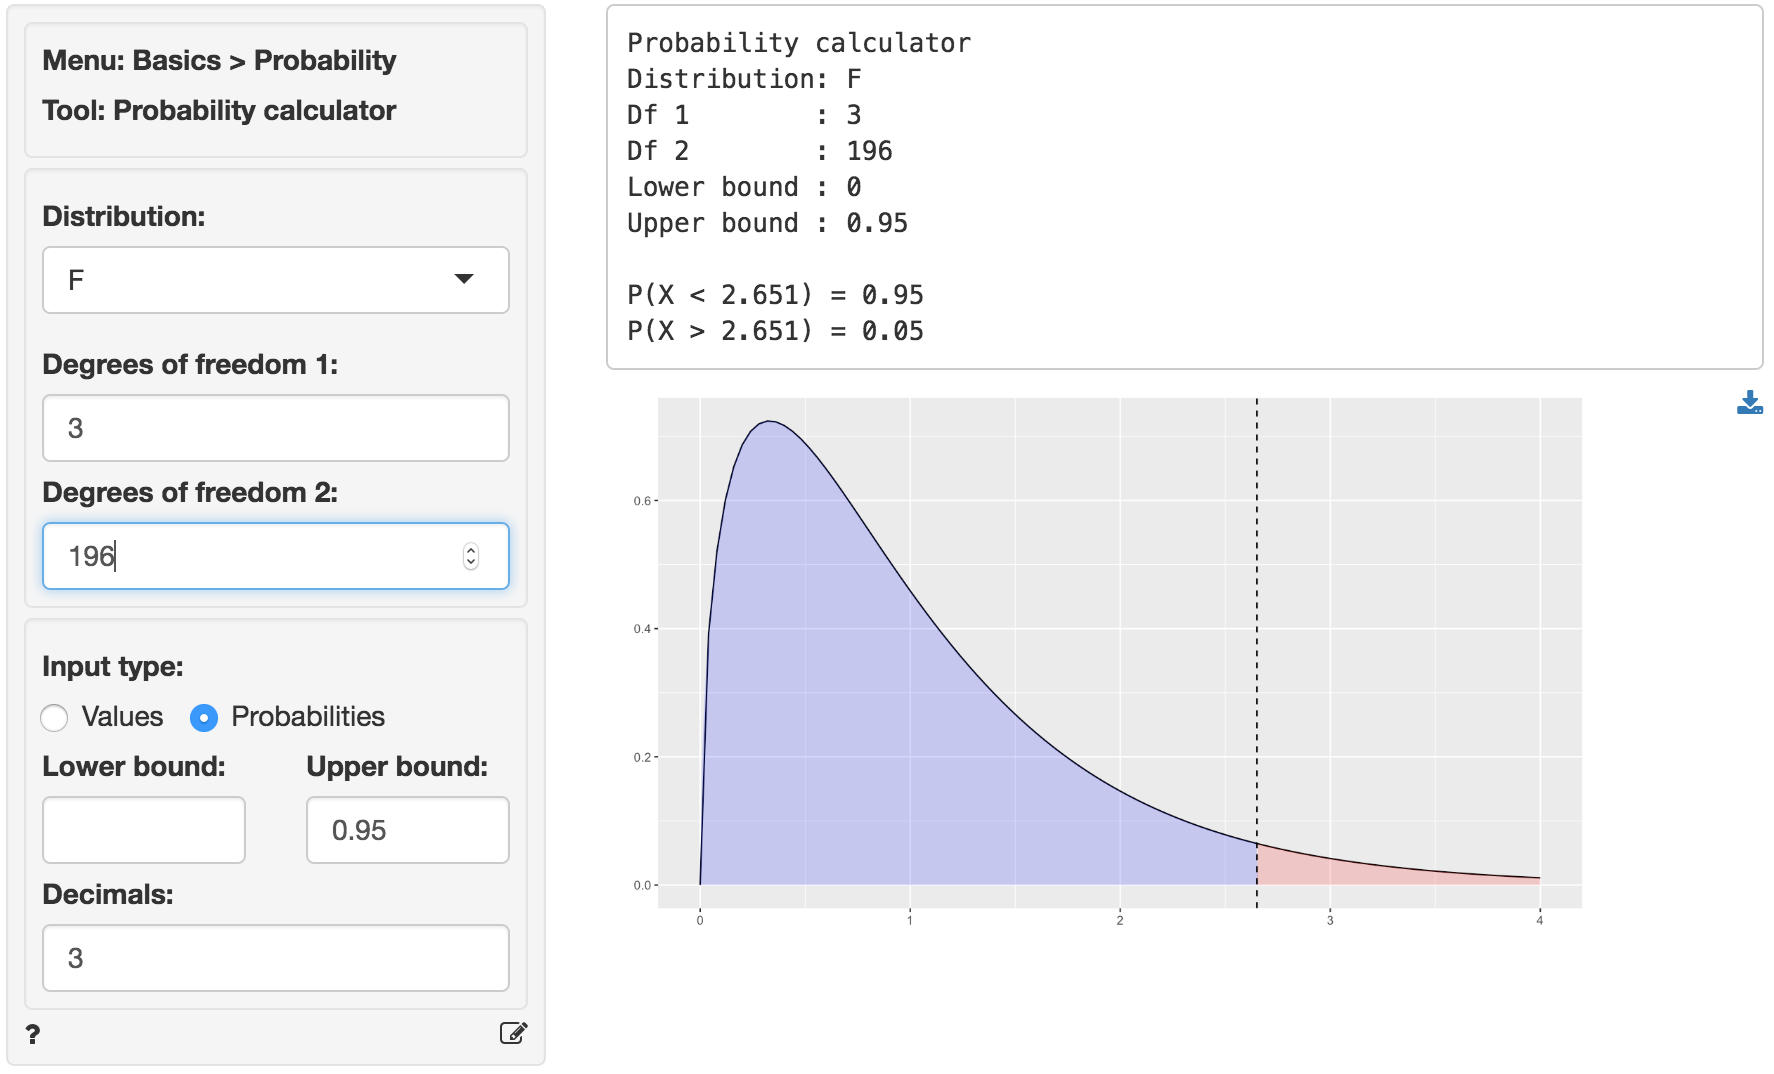 Menu: Basics > Probability
Tool: Probability calculator
Distribution:
F
Degrees of freedom 1:
3
Degrees of freedom 2:
196
Input type:
Values Probabilities
Lower bound: Upper bound:
0.95
Decimals:
3
?
Probability calculator
Distribution: F
Df 1        : 3
Df 2        : 196
Lower bound : 0
Upper bound : 0.95
P(X < 2.651) = 0.95
P(X > 2.651) = 0.05
0.6
0.4
0.2
0.0
0 1 2 3 4